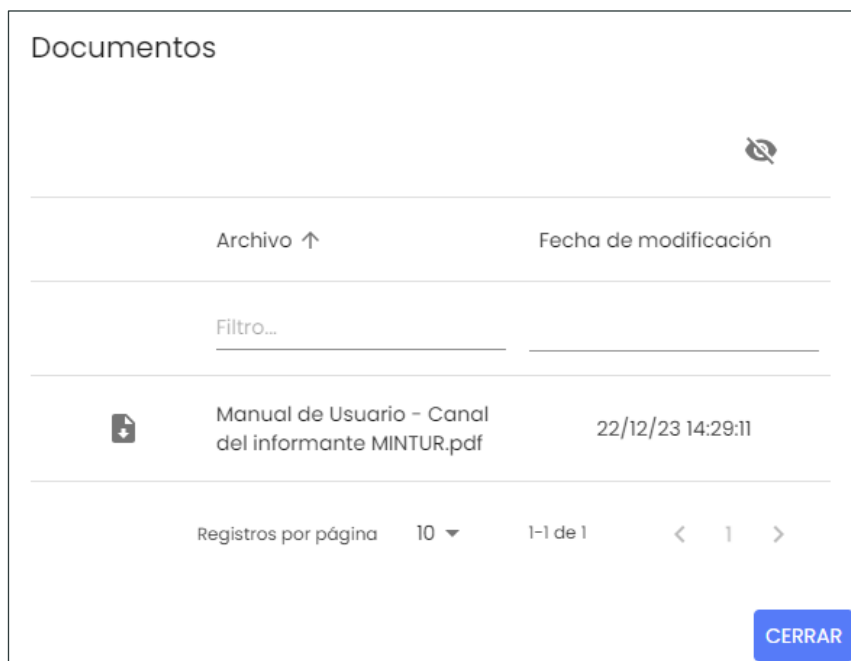 Documentos
Archivo Fecha de modificación
Filtro...
Manual de Usuario - Canal
del informante MINTUR.pdf
22/12/23 14:29:11
Registros por página 10 1-1 de 1 1
CERRAR